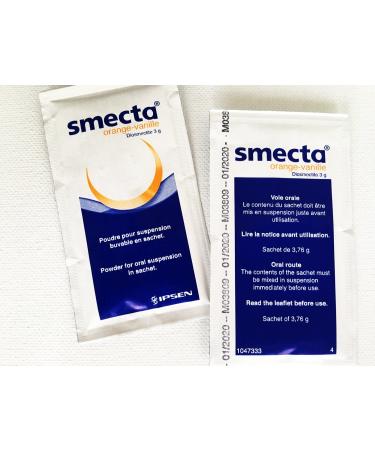 smecta®
orange-vanille
Diosmectite 3 g
Poudre pour suspension
buvable en sachet.
Powder for oral suspension
in sachet.
IPSEN
smecta®
orange-vanille
Diosmectite 3 g
Voie orale
Le contenu du sachet doit être
mis en suspension juste avant
utilisation.
Lire la notice avant utilisation.
Sachet de 3,76 g
Oral route
The contents of the sachet must
be mixed in suspension
immediately before use.
Read the leaflet before use.
Sachet of 3,76 g
1047333 4
01/2020 -- M03809 -- 01/2020 -- M03809 -- 01/2020 - M038